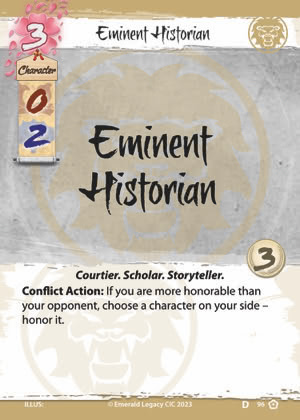 3
Eminent Historian
Character
0
2
Eminent
Historian
3
Courtier. Scholar. Storyteller.
Conflict Action: If you are more honorable than
your opponent, choose a character on your side –
honor it.
ILLUS:
© Emerald Legacy CIC 2023
D 96